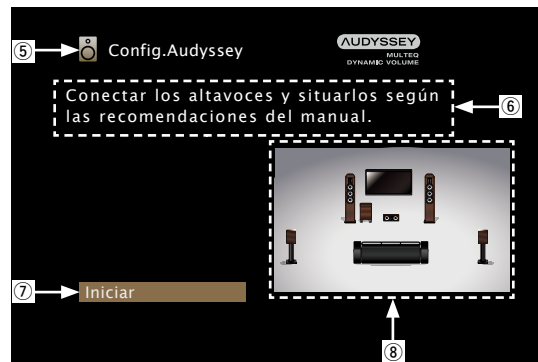 ⑤ Config.Audyssey
AUDYSSEY
MULTEQ
DYNAMIC VOLUME
Conectar los altavoces y situarlos según
las recomendaciones del manual.
⑥
⑦ Iniciar
⑧